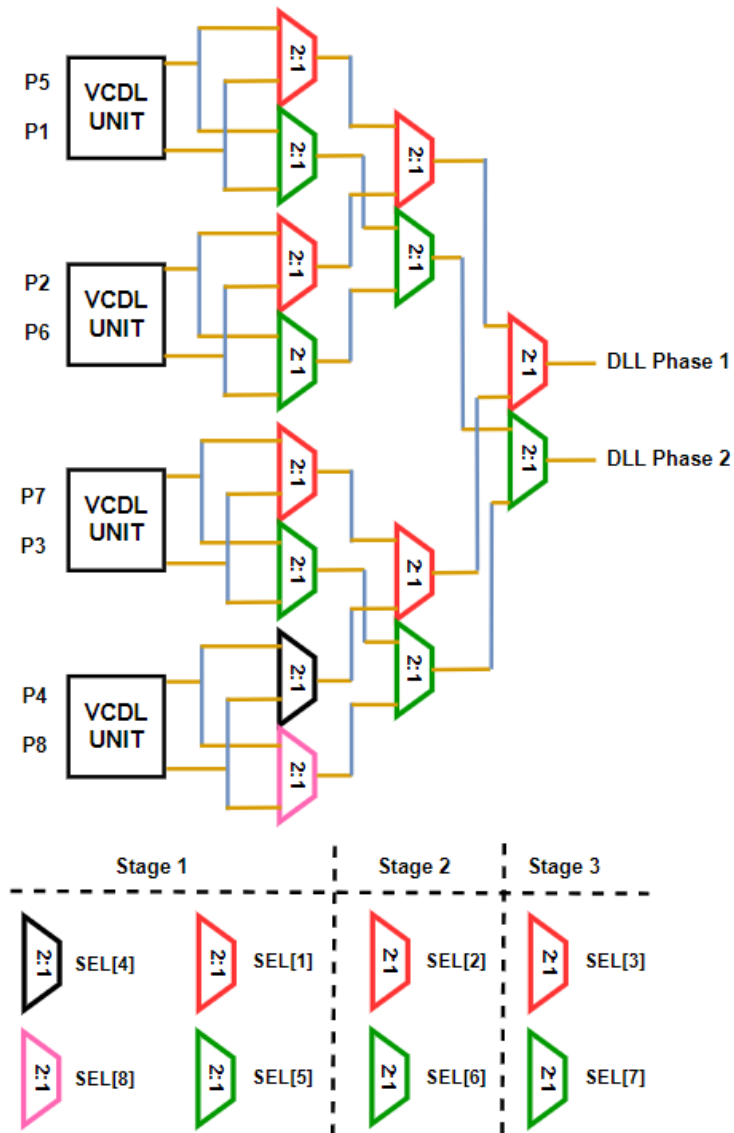 P5
P1
VCDL
UNIT
2:1
2:1
2:1
2:1
P2
P6
VCDL
UNIT
2:1
2:1
2:1
DLL Phase 1
2:1
DLL Phase 2
P7
P3
VCDL
UNIT
2:1
2:1
2:1
2:1
P4
P8
VCDL
UNIT
2:1
2:1
Stage 1
Stage 2
Stage 3
2:1
SEL[4]
2:1
SEL[1]
2:1
SEL[2]
2:1
SEL[3]
2:1
SEL[8]
2:1
SEL[5]
2:1
SEL[6]
2:1
SEL[7]